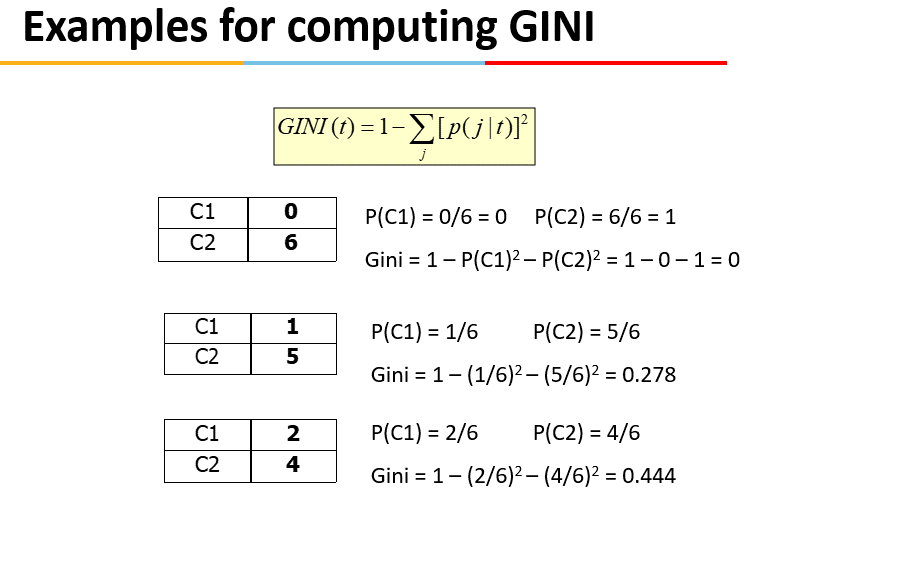 Examples for computing GINI
GINI (t) = 1 − ∑ [p( j | t)]²
j
C1 0
C2 6
P(C1) = 0/6 = 0 P(C2) = 6/6 = 1
Gini = 1 – P(C1)² – P(C2)² = 1 – 0 – 1 = 0
C1 1
C2 5
P(C1) = 1/6 P(C2) = 5/6
Gini = 1 – (1/6)² – (5/6)² = 0.278
C1 2
C2 4
P(C1) = 2/6 P(C2) = 4/6
Gini = 1 – (2/6)² – (4/6)² = 0.444